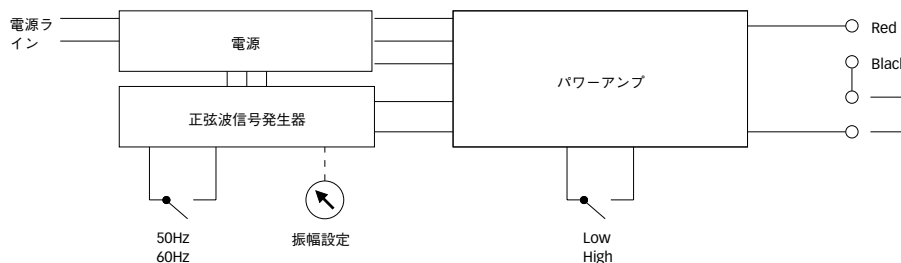 電源ラ
イン
電源
Red
Black
パワーアンプ
正弦波信号発生器
50Hz
60Hz
振幅設定
Low
High